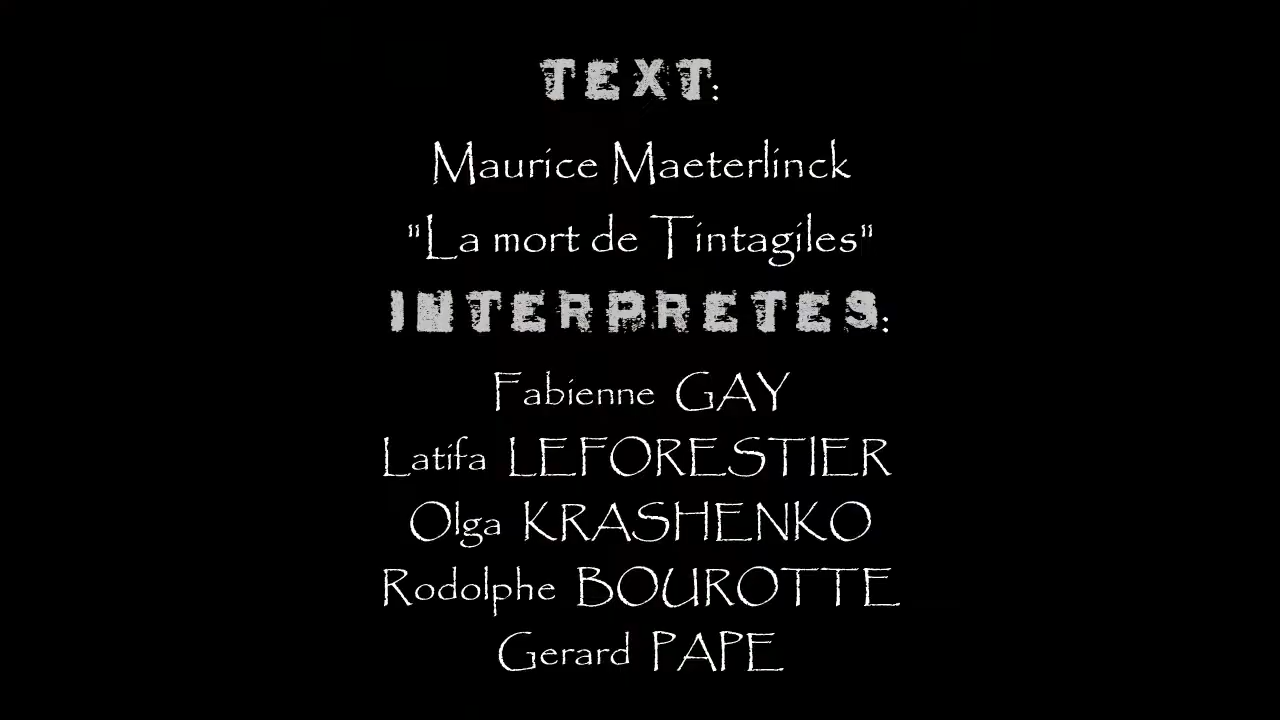 TEXT:
Maurice Maeterlinck
"La mort de Tintagiles"
INTERPRETES:
Fabienne GAY
Latifa LEFORESTIER
Olga KRASHENKO
Rodolphe BOUROTTE
Gerard PAPE